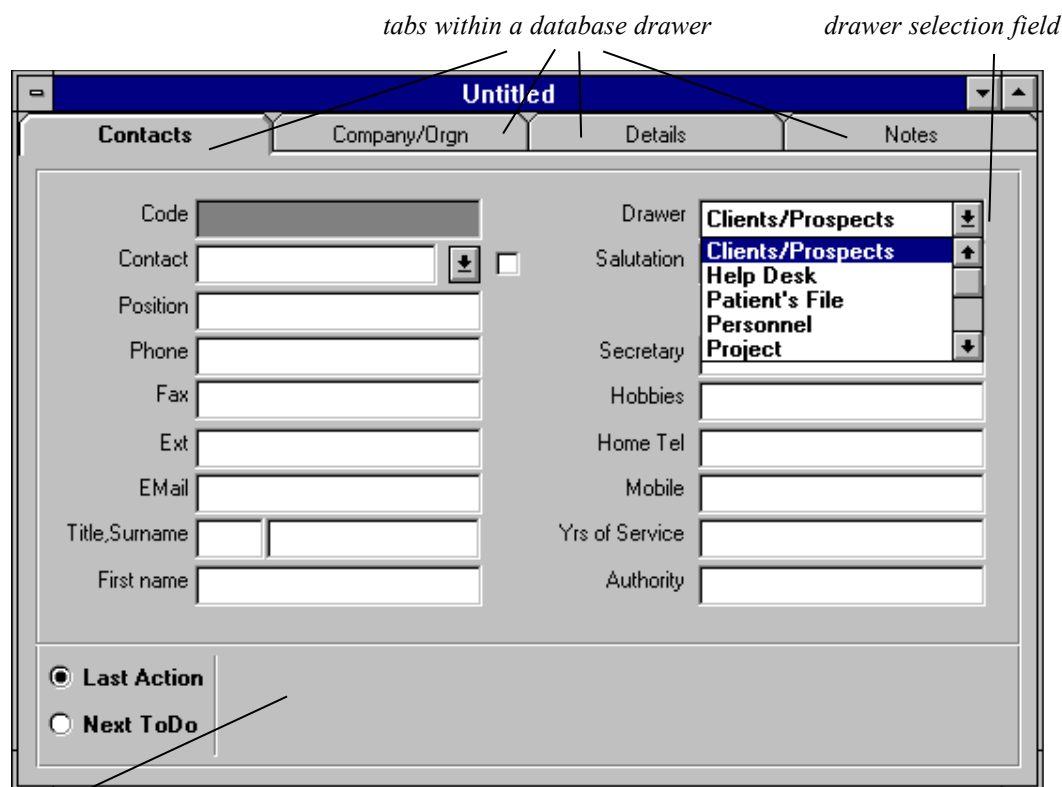 tabs within a database drawer
drawer selection field
Untitled
Contacts
Company/Orgn
Details
Notes
Code
Drawer
Clients/Prospects
Contact
Salutation
Clients/Prospects
Help Desk
Patient's File
Personnel
Project
Position
Phone
Secretary
Fax
Hobbies
Ext
Home Tel
EMail
Mobile
Title,Surname
Yrs of Service
First name
Authority
Last Action
Next ToDo